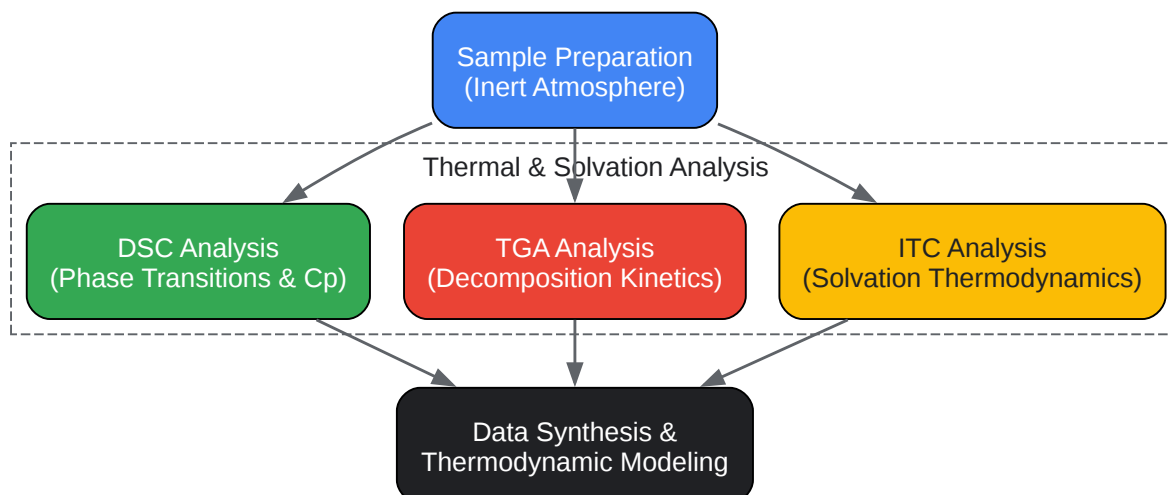 Sample Preparation
(Inert Atmosphere)
Thermal & Solvation Analysis
DSC Analysis
(Phase Transitions & Cp)
TGA Analysis
(Decomposition Kinetics)
ITC Analysis
(Solvation Thermodynamics)
Data Synthesis &
Thermodynamic Modeling